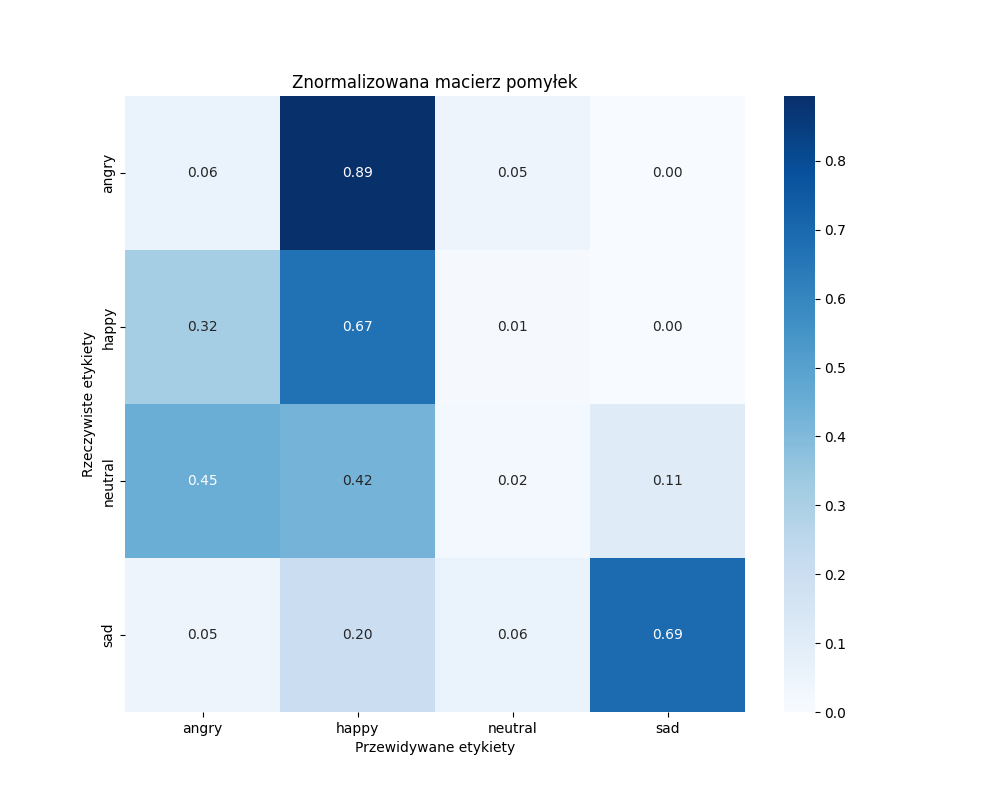 Znormalizowana macierz pomyłek
angry
0.06 0.89 0.05 0.00
happy
0.32 0.67 0.01 0.00
neutral
0.45 0.42 0.02 0.11
sad
0.05 0.20 0.06 0.69
Rzeczywiste etykiety
angry happy neutral sad
Przewidywane etykiety
0.8
0.7
0.6
0.5
0.4
0.3
0.2
0.1
0.0